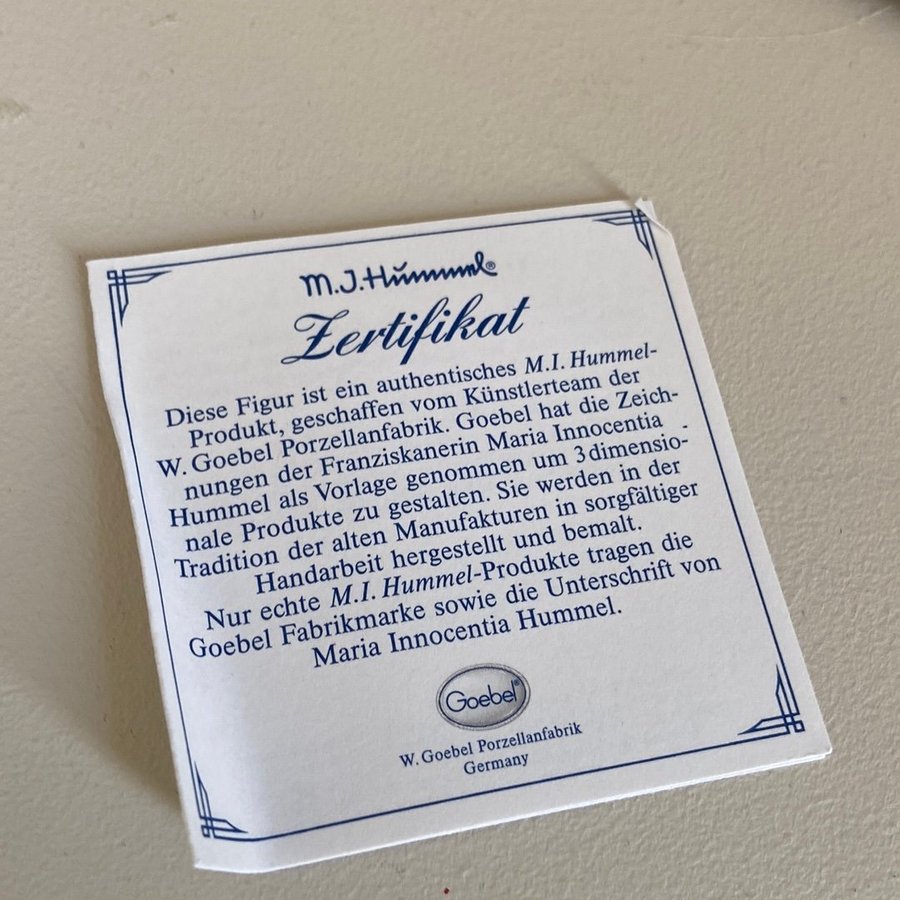 M.J.Hummel®
Zertifikat
Diese Figur ist ein authentisches M.I. Hummel-
Produkt, geschaffen vom Künstlerteam der
W. Goebel Porzellanfabrik. Goebel hat die Zeich-
nungen der Franziskanerin Maria Innocentia
Hummel als Vorlage genommen um 3dimensio-
nale Produkte zu gestalten. Sie werden in der
Tradition der alten Manufakturen in sorgfältiger
Handarbeit hergestellt und bemalt.
Nur echte M.I. Hummel-Produkte tragen die
Goebel Fabrikmarke sowie die Unterschrift von
Maria Innocentia Hummel.
Goebel®
W. Goebel Porzellanfabrik
Germany